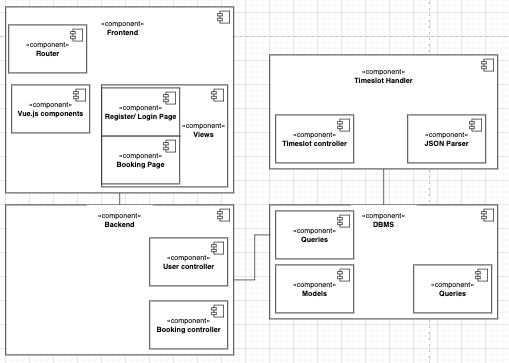 «component»
Frontend
«component»
Router
«component»
Vue.js components
«component»
Register/ Login Page
«component»
Views
«component»
Booking Page
«component»
Timeslot Handler
«component»
Timeslot controller
«component»
JSON Parser
«component»
Backend
«component»
User controller
«component»
Booking controller
«component»
DBMS
«component»
Queries
«component»
Models
«component»
Queries